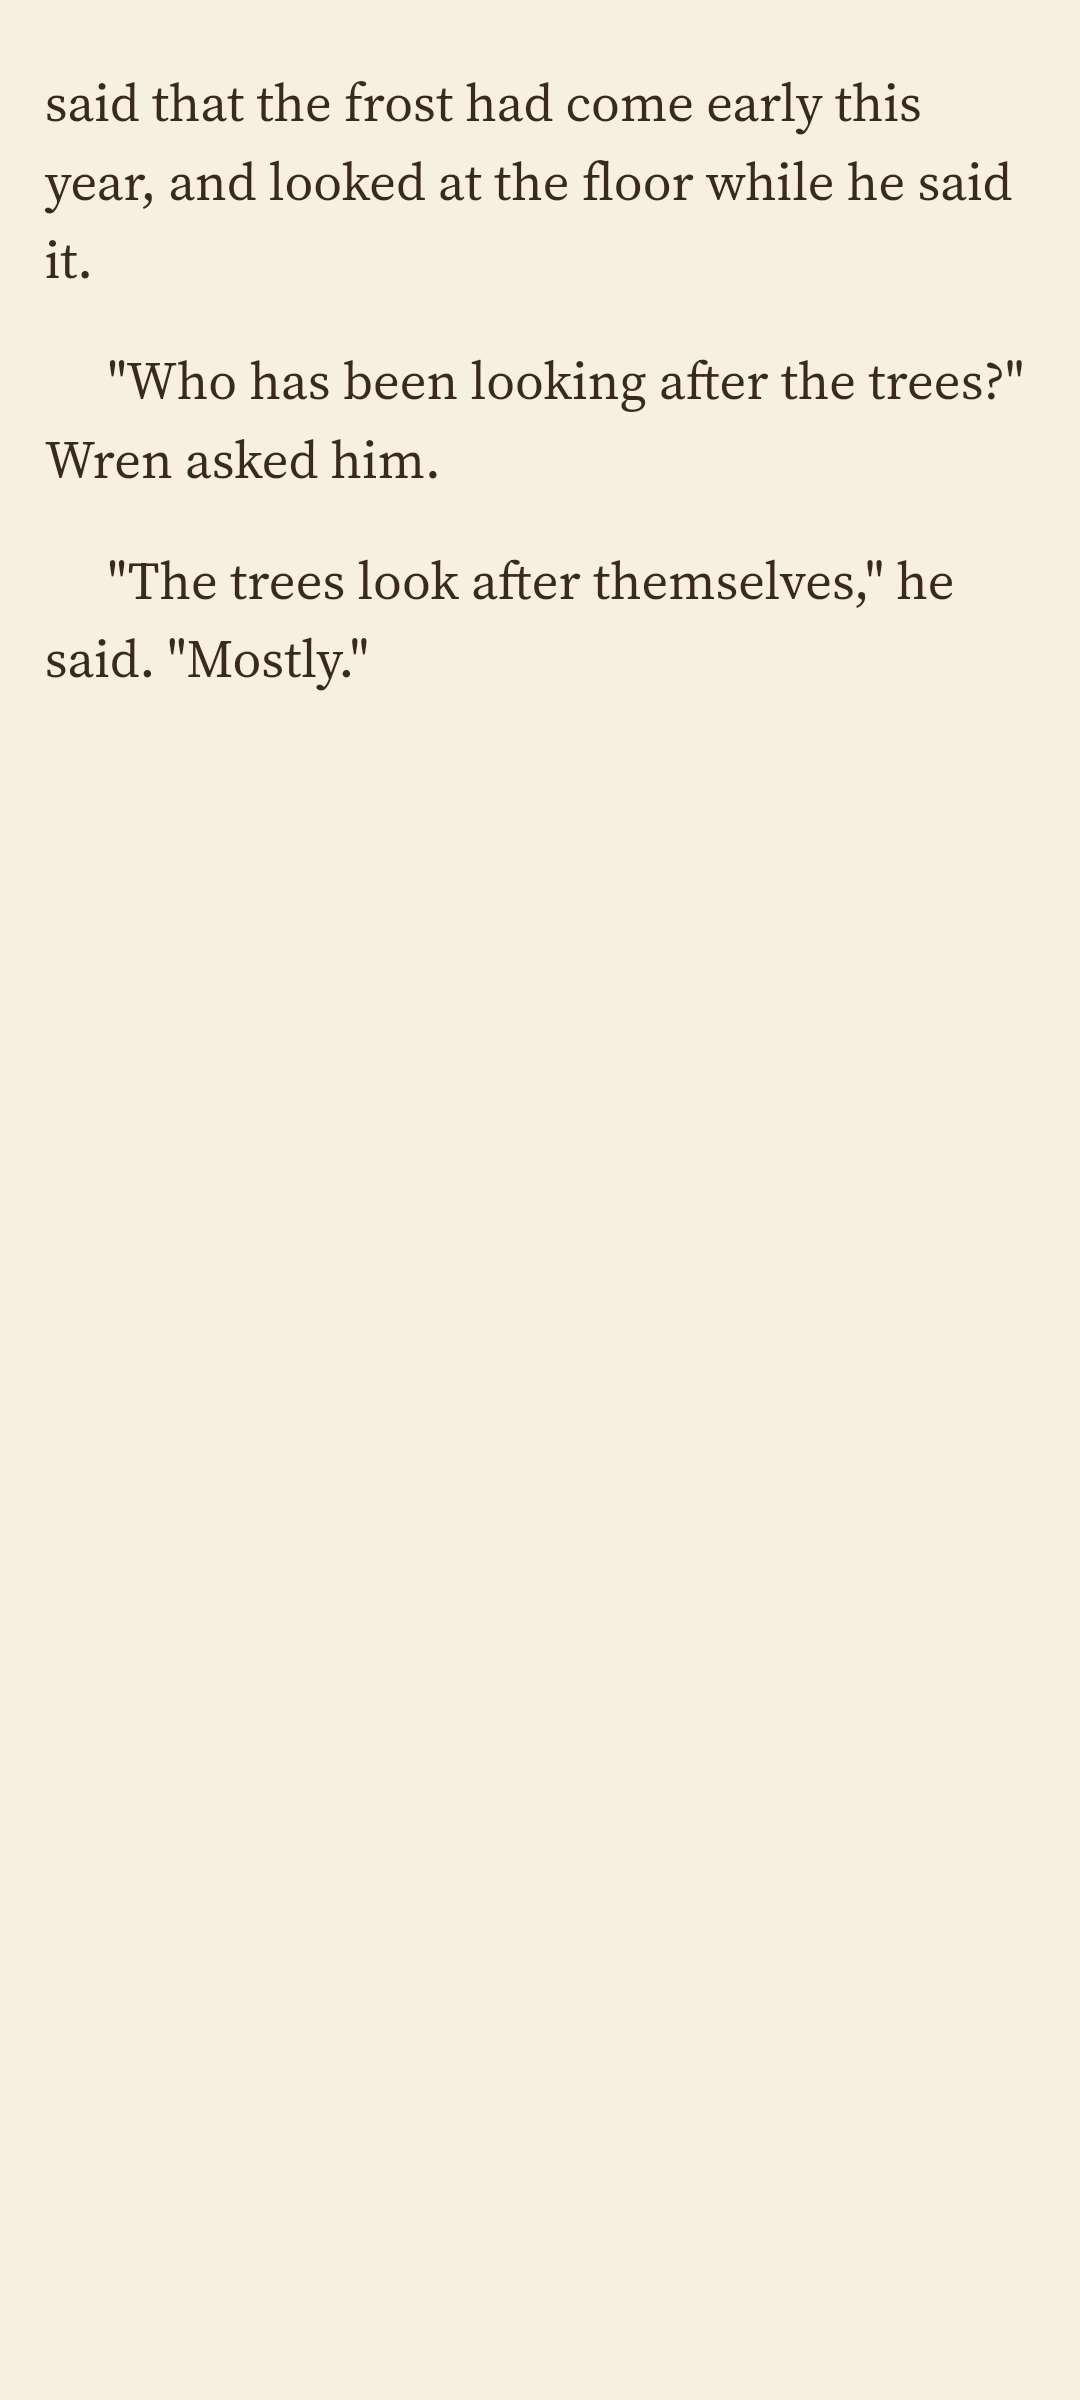 said that the frost had come early this
year, and looked at the floor while he said
it.
"Who has been looking after the trees?"
Wren asked him.
"The trees look after themselves," he
said. "Mostly."